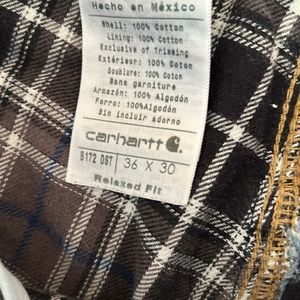 Hecho en México
Shell: 100% Cotton
Lining: 100% Cotton
Exclusive of Trimming
Extérieur: 100% Coton
Doublure: 100% Coton
Sans garniture
Armazón: 100% Algodón
Forro: 100% Algodón
Sin incluir adorno
carhartt
B172 DST 36 X 30
Relaxed Fit